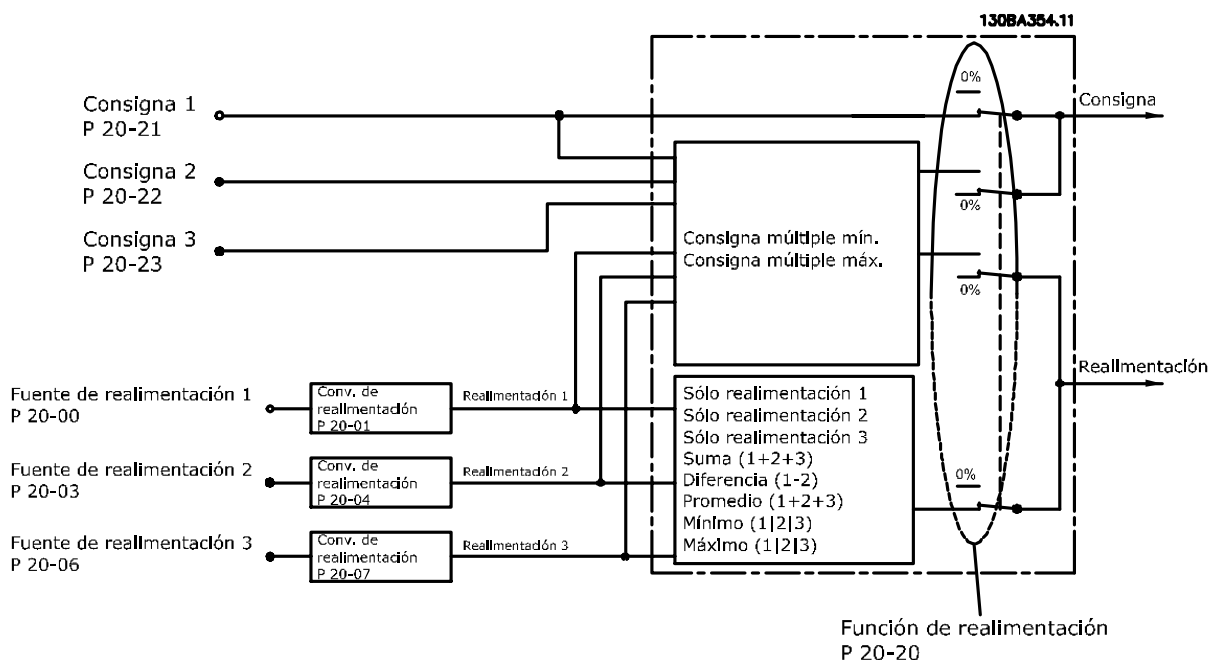 130BA354.11
0%
Consigna 1
P 20-21
Consigna
Consigna 2
P 20-22
0%
Consigna 3
P 20-23
Consigna múltiple mín.
Consigna múltiple máx.
0%
Realimentación
Fuente de realimentación 1
P 20-00
Conv. de
realimentación
P 20-01
Realimentación 1
Sólo realimentación 1
Sólo realimentación 2
Sólo realimentación 3
Suma (1+2+3)
Diferencia (1-2)
Promedio (1+2+3)
Mínimo (1|2|3)
Máximo (1|2|3)
0%
Fuente de realimentación 2
P 20-03
Conv. de
realimentación
P 20-04
Realimentación 2
Fuente de realimentación 3
P 20-06
Conv. de
realimentación
P 20-07
Realimentación 3
Función de realimentación
P 20-20